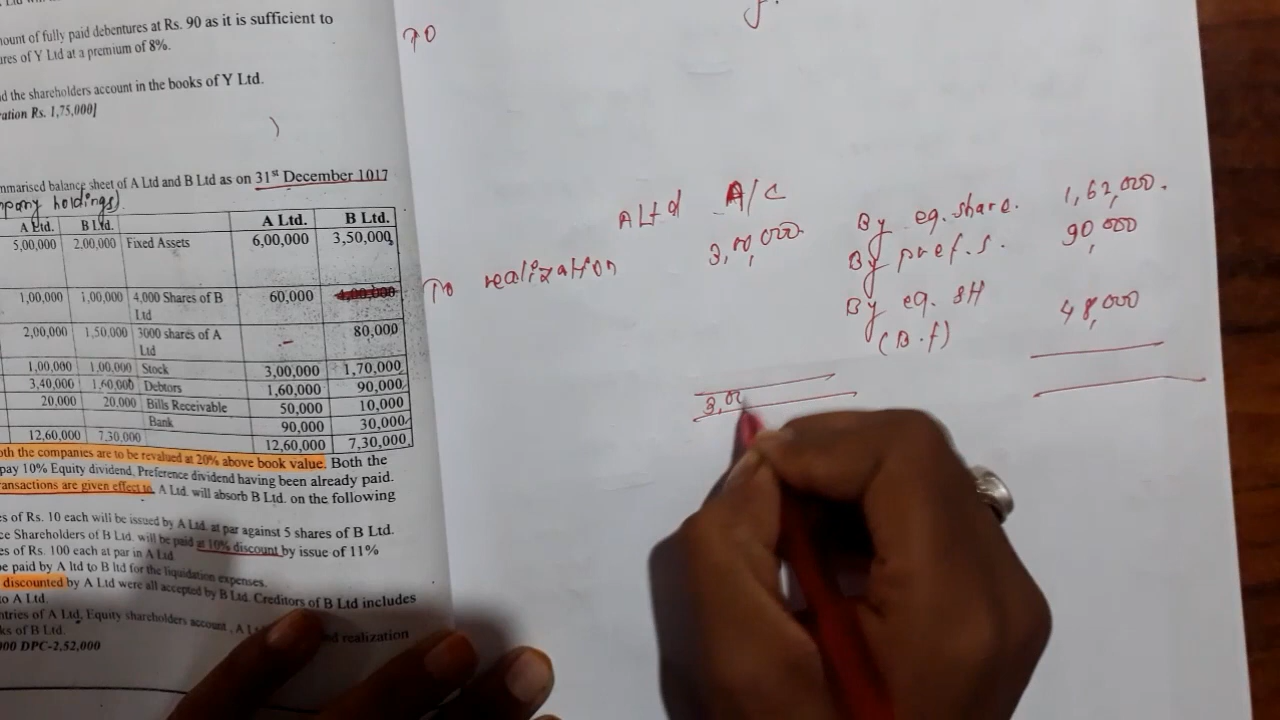 ount of fully paid debentures at Rs. 90 as it is sufficient to
res of Y Ltd at a premium of 8%.
d the shareholders account in the books of Y Ltd.
ration Rs. 1,75,000]
mmarised balance sheet of A Ltd and B Ltd as on 31st December 1017
mpany holdings).
A Ltd. B Ltd. A Ltd. B Ltd.
5,00,000 2,00,000 Fixed Assets 6,00,000 3,50,000
1,00,000 1,00,000 4,000 Shares of B Ltd 60,000
2,00,000 1,50,000 3000 shares of A Ltd - 80,000
1,00,000 1,00,000 Stock 3,00,000 1,70,000
3,40,000 1,60,000 Debtors 1,60,000 90,000
20,000 20,000 Bills Receivable 50,000 10,000
Bank 90,000 30,000
12,60,000 7,30,000 12,60,000 7,30,000
oth the companies are to be revalued at 20% above book value. Both the
pay 10% Equity dividend, Preference dividend having been already paid.
ansactions are given effect to, A Ltd. will absorb B Ltd. on the following
es of Rs. 10 each will be issued by A Ltd. at par against 5 shares of B Ltd.
ce Shareholders of B Ltd. will be paid at 10% discount by issue of 11%
es of Rs. 100 each at par in A Ltd.
e paid by A ltd to B ltd for the liquidation expenses.
discounted by A Ltd were all accepted by B Ltd. Creditors of B Ltd includes
to A Ltd.
ntries of A Ltd, Equity shareholders account, A L d realization
ks of B Ltd.
000 DPC-2,52,000
To
A Ltd A/C
To realization 3,00,000
By eq. share. 1,62,000.
By pref. s. 90,000
By eq. SH 48,000
(B.f)
3,00